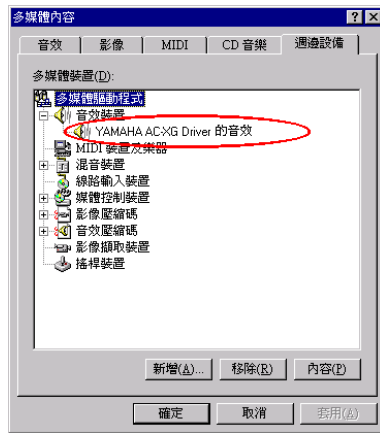 多媒體內容
音效 影像 MIDI CD 音樂 週邊設備
多媒體裝置(D):
多媒體驅動程式
音效裝置
YAMAHA AC-XG Driver 的音效
MIDI 裝置及樂器
混音裝置
線路輸入裝置
媒體控制裝置
影像壓縮碼
音效壓縮碼
影像擷取裝置
搖桿裝置
新增(A)... 移除(R) 內容(P)
確定 取消 套用(A)